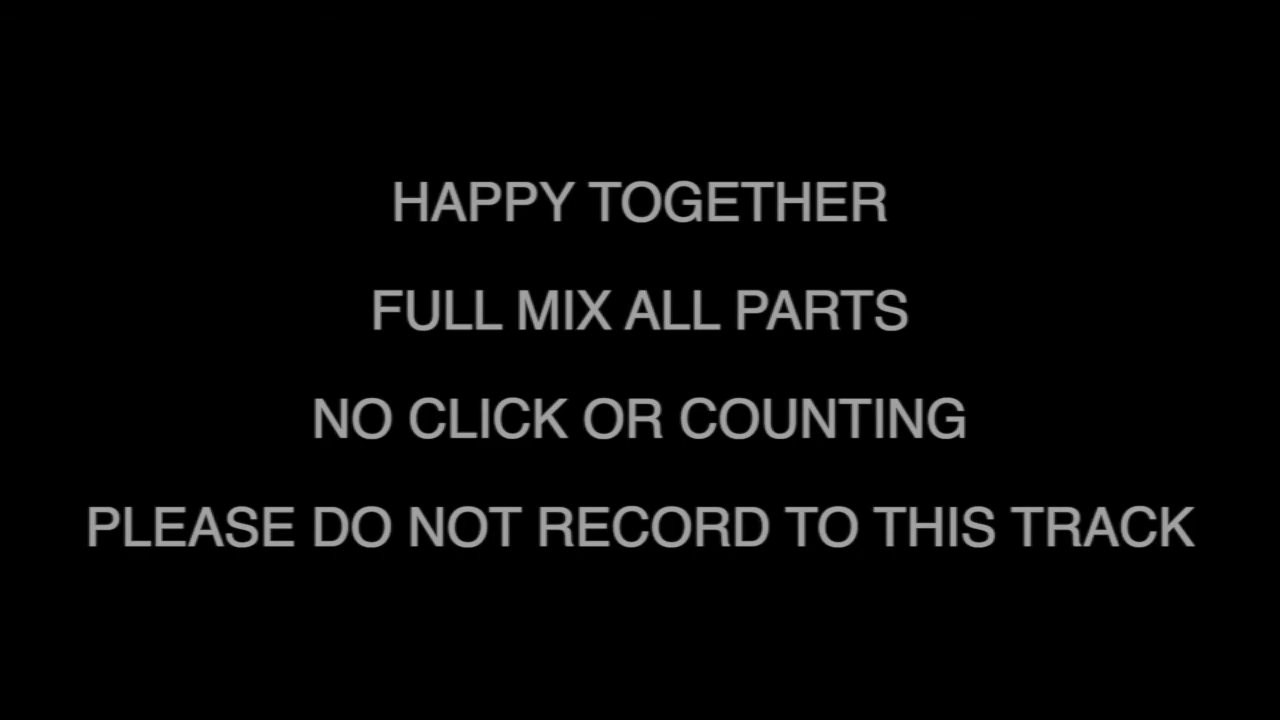 HAPPY TOGETHER
FULL MIX ALL PARTS
NO CLICK OR COUNTING
PLEASE DO NOT RECORD TO THIS TRACK